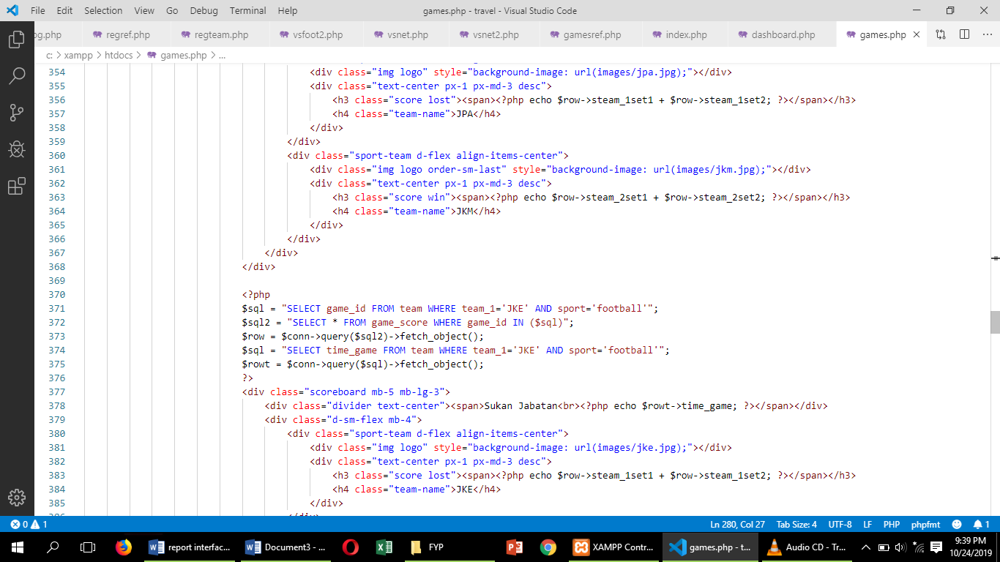 File Edit Selection View Go Debug Terminal Help games.php - travel - Visual Studio Code
og.php regref.php regteam.php vsfoot2.php vsnet.php vsnet2.php gamesref.php index.php dashboard.php games.php
c: > xampp > htdocs > games.php > ...
354 <div class="img logo" style="background-image: url(images/jpa.jpg);"></div>
355 <div class="text-center px-1 px-md-3 desc">
356 <h3 class="score lost"><span><?php echo $row->steam_1set1 + $row->steam_1set2; ?></span></h3>
357 <h4 class="team-name">JPA</h4>
358 </div>
359 </div>
360 <div class="sport-team d-flex align-items-center">
361 <div class="img logo order-sm-last" style="background-image: url(images/jkm.jpg);"></div>
362 <div class="text-center px-1 px-md-3 desc">
363 <h3 class="score win"><span><?php echo $row->steam_2set1 + $row->steam_2set2; ?></span></h3>
364 <h4 class="team-name">JKM</h4>
365 </div>
366 </div>
367 </div>
368 </div>
369
370 <?php
371 $sql = "SELECT game_id FROM team WHERE team_1='JKE' AND sport='football'";
372 $sql2 = "SELECT * FROM game_score WHERE game_id IN ($sql)";
373 $row = $conn->query($sql2)->fetch_object();
374 $sql = "SELECT time_game FROM team WHERE team_1='JKE' AND sport='football'";
375 $rowt = $conn->query($sql)->fetch_object();
376 ?>
377 <div class="scoreboard mb-5 mb-lg-3">
378 <div class="divider text-center"><span>Sukan Jabatan<br><?php echo $rowt->time_game; ?></span></div>
379 <div class="d-sm-flex mb-4">
380 <div class="sport-team d-flex align-items-center">
381 <div class="img logo" style="background-image: url(images/jke.jpg);"></div>
382 <div class="text-center px-1 px-md-3 desc">
383 <h3 class="score lost"><span><?php echo $row->steam_1set1 + $row->steam_1set2; ?></span></h3>
384 <h4 class="team-name">JKE</h4>
385 </div>
0 1 Ln 280, Col 27 Tab Size: 4 UTF-8 LF PHP phpfmt 1
report interfac... Document3 - ... FYP XAMPP Contr... games.php - t... Audio CD - Tr... 9:39 PM
10/24/2019